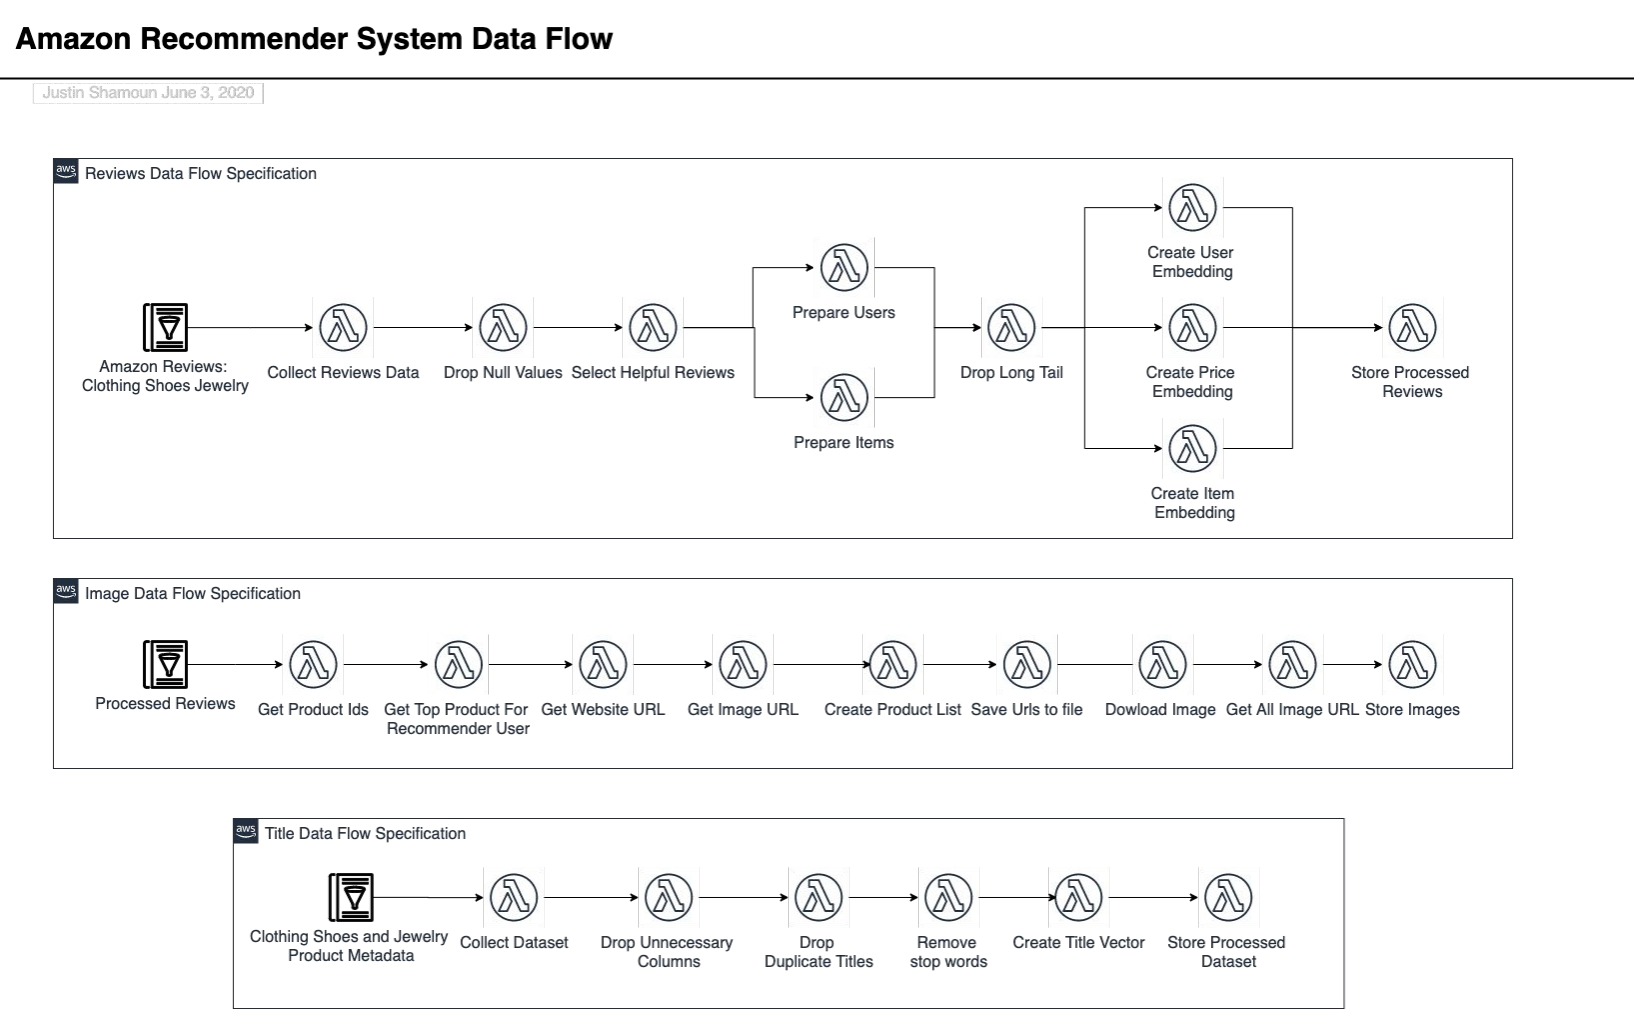 Amazon Recommender System Data Flow
Justin Shamoun June 3, 2020
aws
Reviews Data Flow Specification
Create User
Embedding
Prepare Users
Amazon Reviews:
Clothing Shoes Jewelry
Collect Reviews Data
Drop Null Values
Select Helpful Reviews
Drop Long Tail
Create Price
Embedding
Store Processed
Reviews
Prepare Items
Create Item
Embedding
aws
Image Data Flow Specification
Processed Reviews
Get Product Ids
Get Top Product For
Recommender User
Get Website URL
Get Image URL
Create Product List
Save Urls to file
Dowload Image
Get All Image URL
Store Images
aws
Title Data Flow Specification
Clothing Shoes and Jewelry
Product Metadata
Collect Dataset
Drop Unnecessary
Columns
Drop
Duplicate Titles
Remove
stop words
Create Title Vector
Store Processed
Dataset